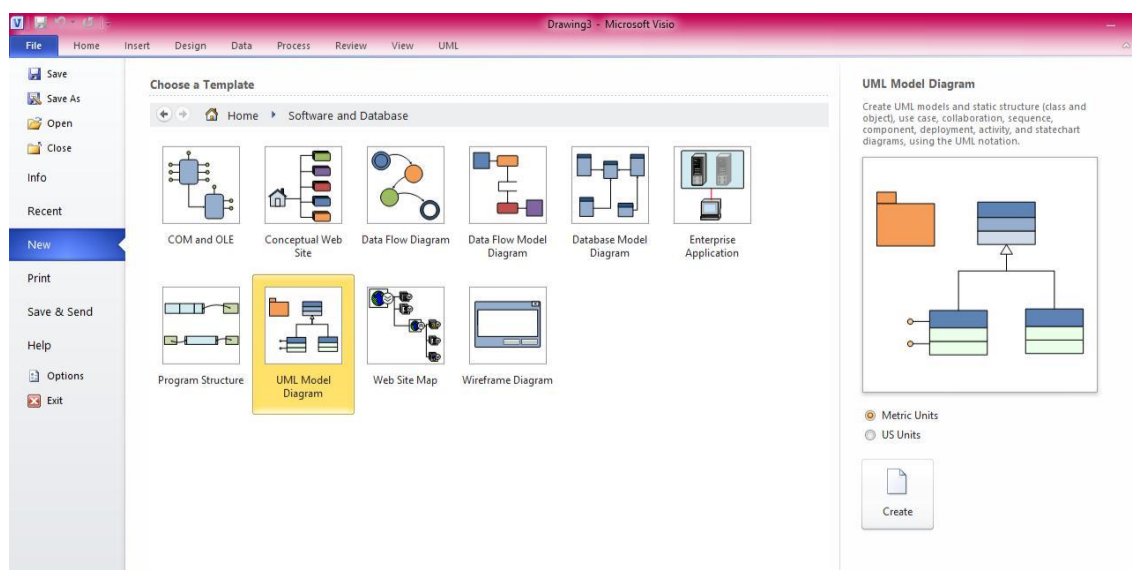 Drawing3 - Microsoft Visio
File Home Insert Design Data Process Review View UML
Save
Save As
Open
Close
Info
Recent
New
Print
Save & Send
Help
Options
Exit
Choose a Template
Home Software and Database
COM and OLE
Conceptual Web
Site
Data Flow Diagram
Data Flow Model
Diagram
Database Model
Diagram
Enterprise
Application
Program Structure
UML Model
Diagram
Web Site Map
Wireframe Diagram
UML Model Diagram
Create UML models and static structure (class and
object), use case, collaboration, sequence,
component, deployment, activity, and statechart
diagrams, using the UML notation.
Metric Units
US Units
Create